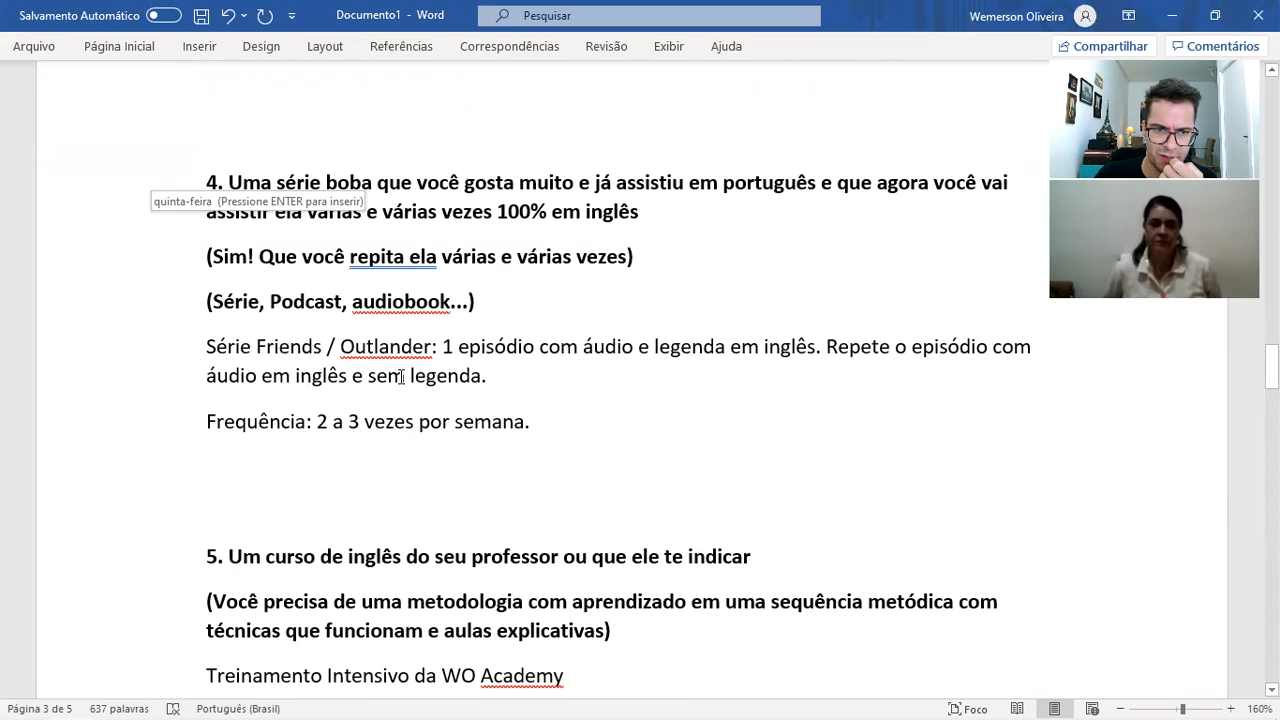 Salvamento Automático
Documento1 - Word
Pesquisar
Wemerson Oliveira
Arquivo
Página Inicial
Inserir
Design
Layout
Referências
Correspondências
Revisão
Exibir
Ajuda
Compartilhar
Comentários
4. Uma série boba que você gosta muito e já assistiu em português e que agora você vai
quinta-feira (Pressione ENTER para inserir)
assistir ela várias e várias vezes 100% em inglês
(Sim! Que você repita ela várias e várias vezes)
(Série, Podcast, audiobook...)
Série Friends / Outlander: 1 episódio com áudio e legenda em inglês. Repete o episódio com
áudio em inglês e sem legenda.
Frequência: 2 a 3 vezes por semana.
5. Um curso de inglês do seu professor ou que ele te indicar
(Você precisa de uma metodologia com aprendizado em uma sequência metódica com
técnicas que funcionam e aulas explicativas)
Treinamento Intensivo da WO Academy
Página 3 de 5
637 palavras
Português (Brasil)
Foco
160%